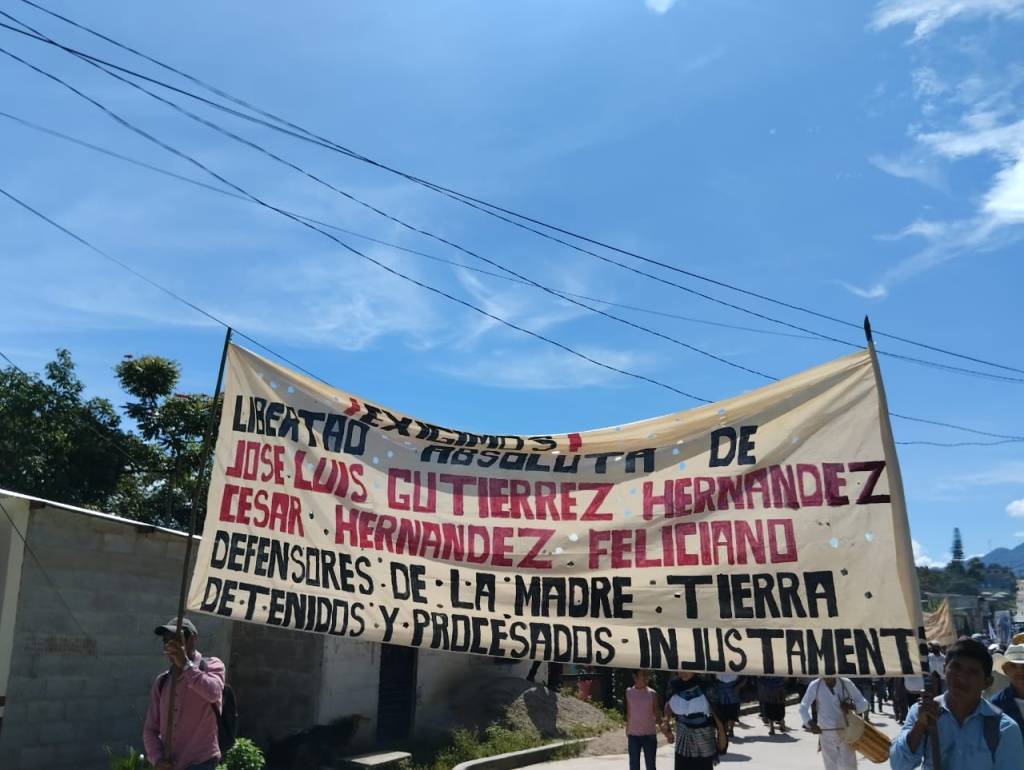 ¡EXIGIMOS!
LIBERTAD ABSOLUTA DE
JOSE LUIS GUTIERREZ HERNANDEZ
CESAR HERNANDEZ FELICIANO
DEFENSORES DE LA MADRE TIERRA
DETENIDOS Y PROCESADOS INJUSTAMENT